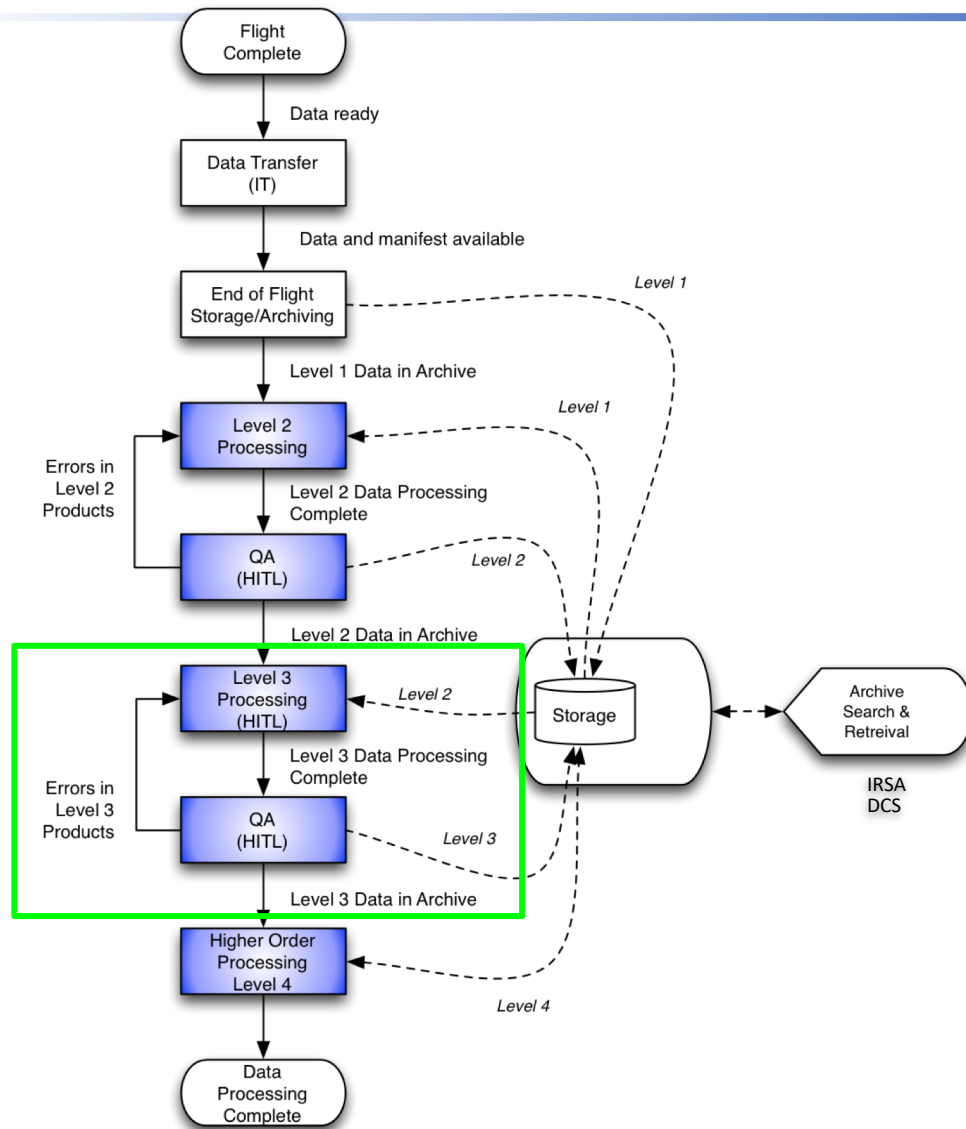 Flight
Complete
Data ready
Data Transfer
(IT)
Data and manifest available
End of Flight
Storage/Archiving
Level 1
Level 1 Data in Archive
Level 1
Level 2
Processing
Errors in
Level 2
Products
Level 2 Data Processing
Complete
QA
(HITL)
Level 2
Level 2 Data in Archive
Level 3
Processing
(HITL)
Level 2
Storage
Archive
Search &
Retreival
IRSA
DCS
Level 3 Data Processing
Complete
Errors in
Level 3
Products
QA
(HITL)
Level 3
Level 3 Data in Archive
Higher Order
Processing
Level 4
Level 4
Data
Processing
Complete